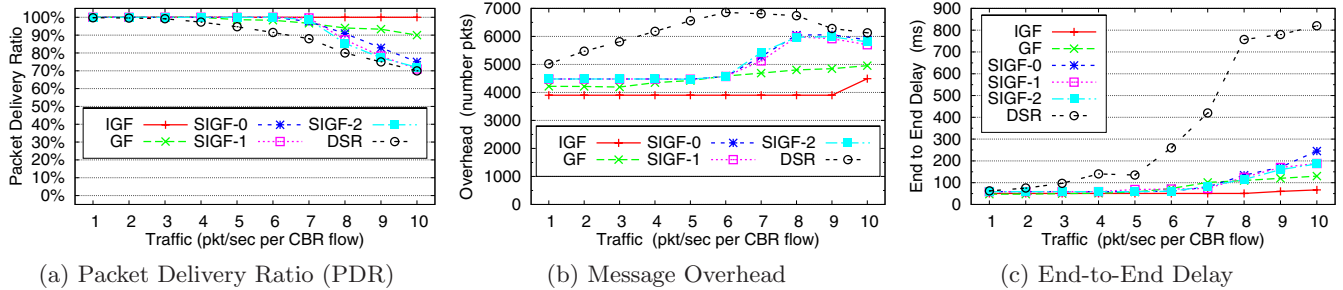 Packet Delivery Ratio
100%
90%
80%
70%
60%
50%
40%
30%
20%
10%
0%
IGF
GF
SIGF-0
SIGF-1
SIGF-2
DSR
1 2 3 4 5 6 7 8 9 10
Traffic (pkt/sec per CBR flow)
(a) Packet Delivery Ratio (PDR)
Overhead (number pkts)
7000
6000
5000
4000
3000
2000
1000
0
IGF
GF
SIGF-0
SIGF-1
SIGF-2
DSR
1 2 3 4 5 6 7 8 9 10
Traffic (pkt/sec per CBR flow)
(b) Message Overhead
End to End Delay (ms)
900
800
700
600
500
400
300
200
100
0
IGF
GF
SIGF-0
SIGF-1
SIGF-2
DSR
1 2 3 4 5 6 7 8 9 10
Traffic (pkt/sec per CBR flow)
(c) End-to-End Delay